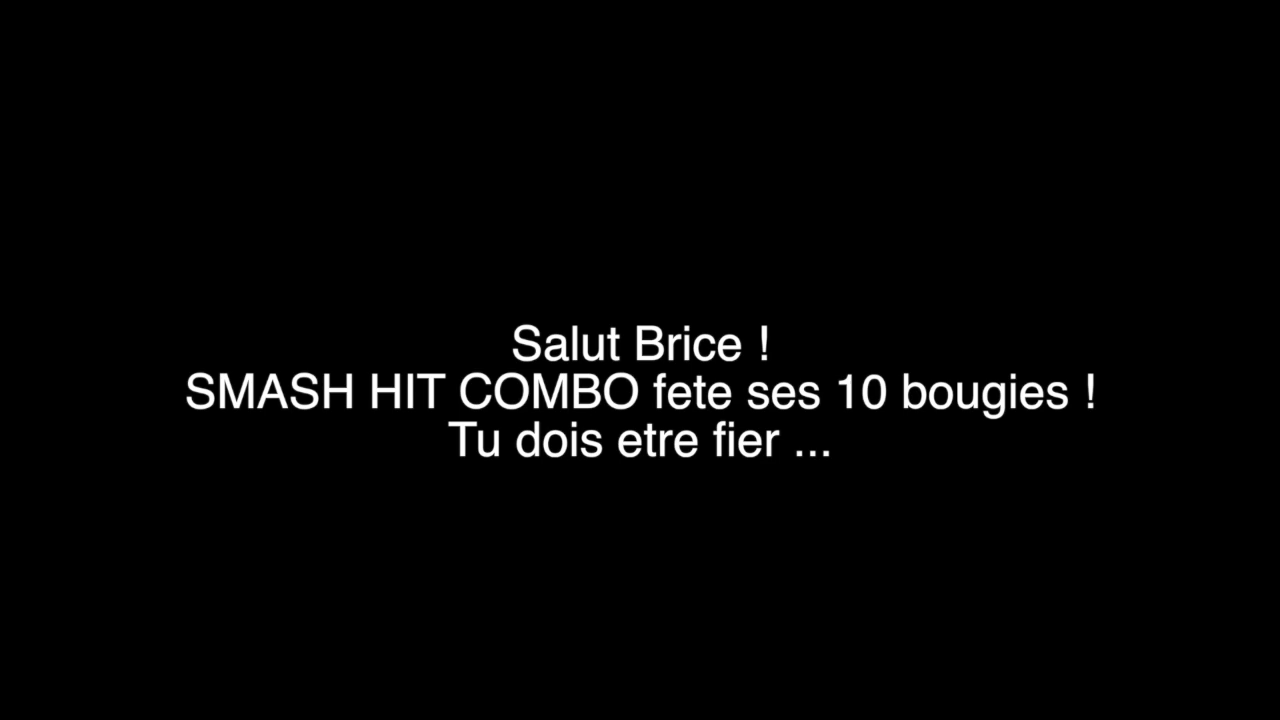 Salut Brice !
SMASH HIT COMBO fete ses 10 bougies !
Tu dois etre fier ...